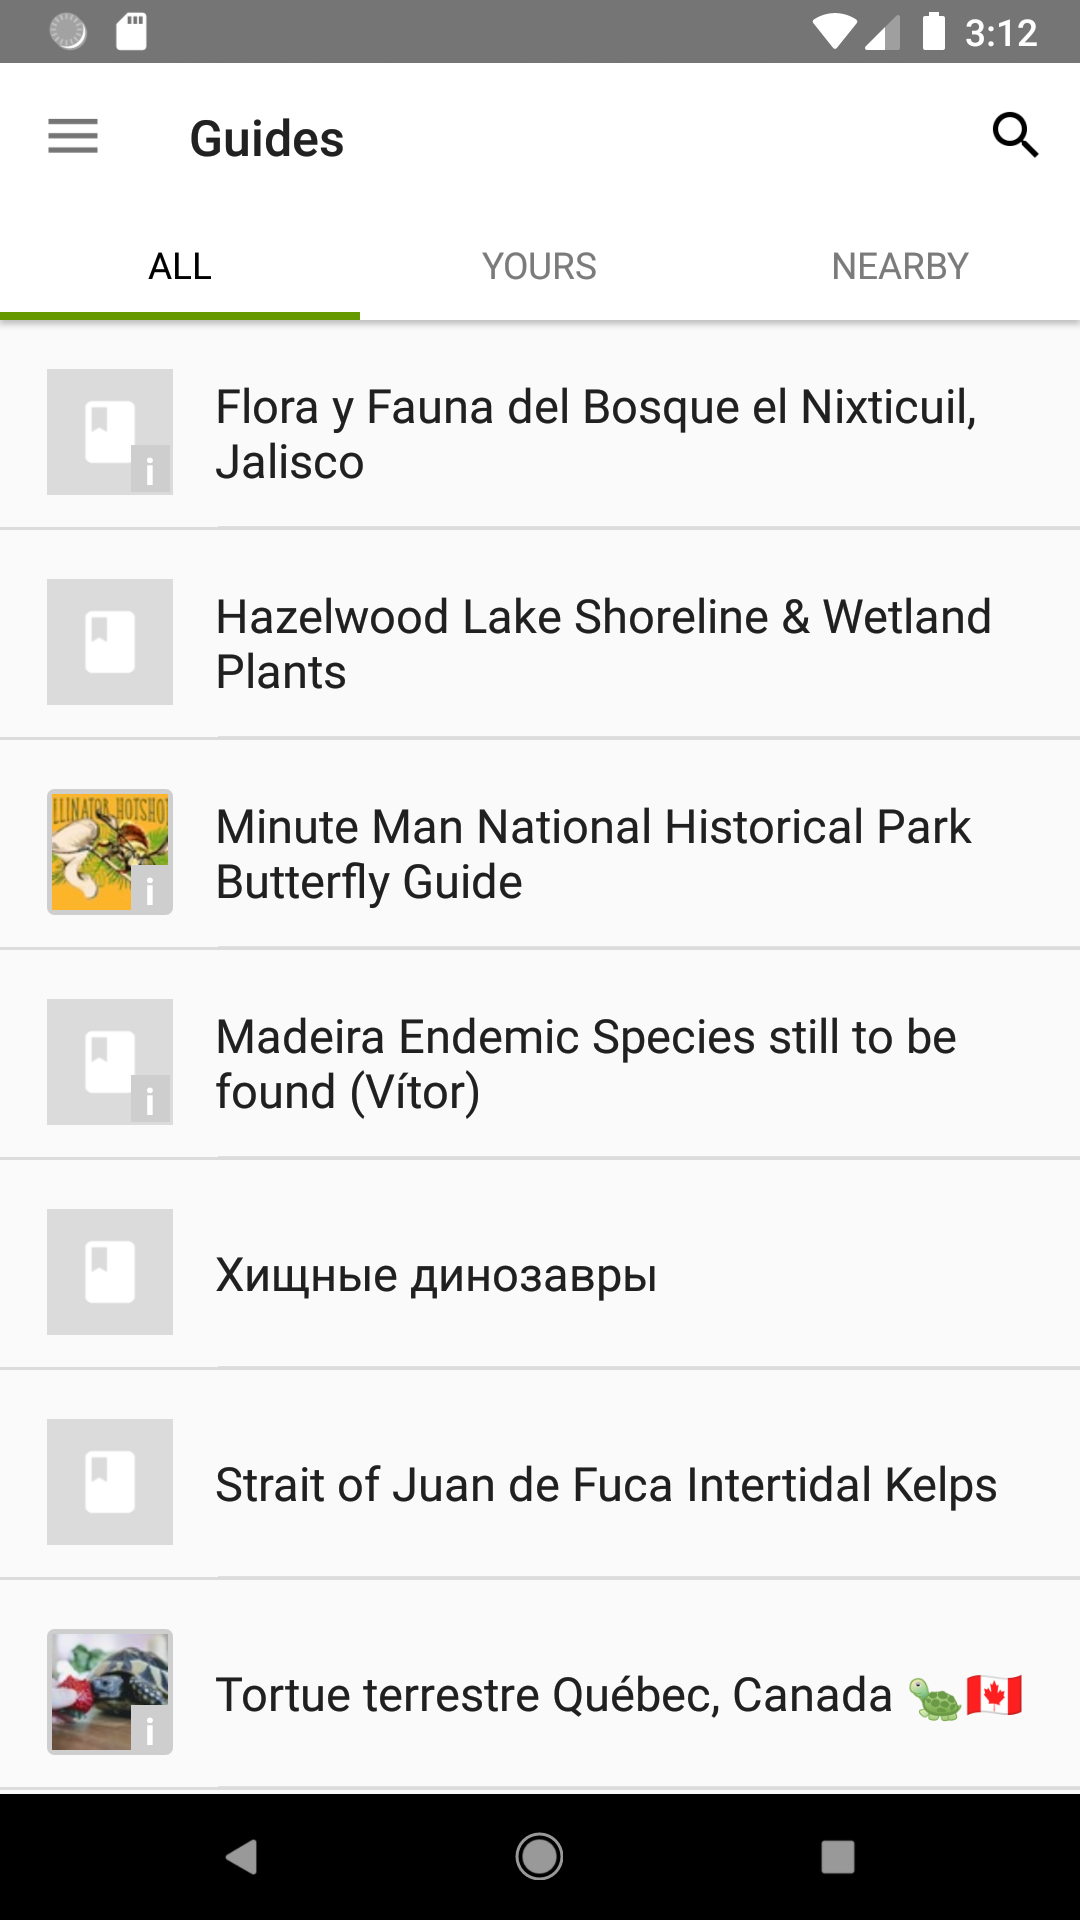 3:12
Guides
ALL
YOURS
NEARBY
Flora y Fauna del Bosque el Nixticuil,
Jalisco
i
Hazelwood Lake Shoreline & Wetland
Plants
LLINATOR HOTSHO
Minute Man National Historical Park
Butterfly Guide
i
Madeira Endemic Species still to be
found (Vítor)
i
Хищные динозавры
Strait of Juan de Fuca Intertidal Kelps
Tortue terrestre Québec, Canada 🐢🇨🇦
i